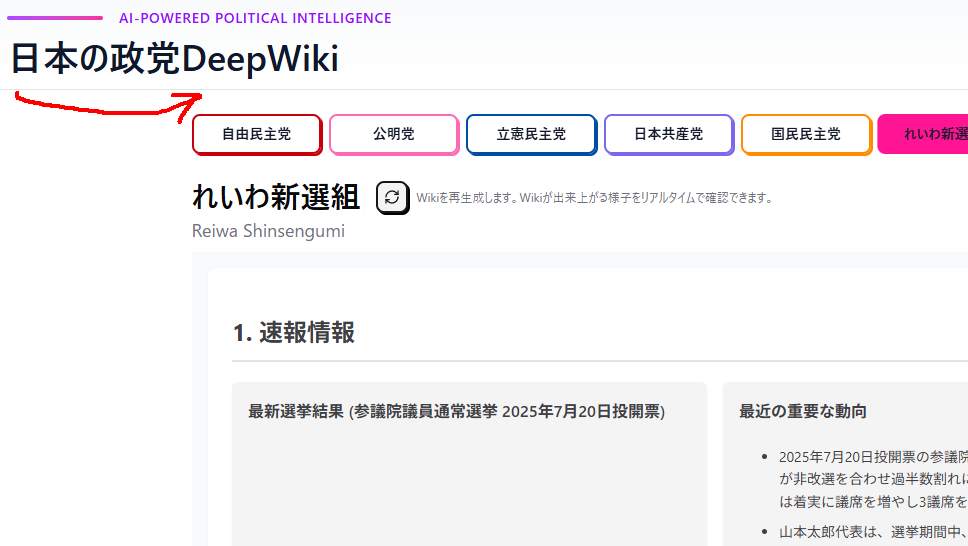 AI-POWERED POLITICAL INTELLIGENCE
日本の政党DeepWiki
自由民主党 公明党 立憲民主党 日本共産党 国民民主党 れいわ新選
れいわ新選組 Wikiを再生成します。Wikiが出来上がる様子をリアルタイムで確認できます。
Reiwa Shinsengumi
1. 速報情報
最新選挙結果 (参議院議員通常選挙 2025年7月20日投開票)
最近の重要な動向
• 2025年7月20日投開票の参議院
が非改選を合わせ過半数割れに
は着実に議席を増やし3議席を
• 山本太郎代表は、選挙期間中、